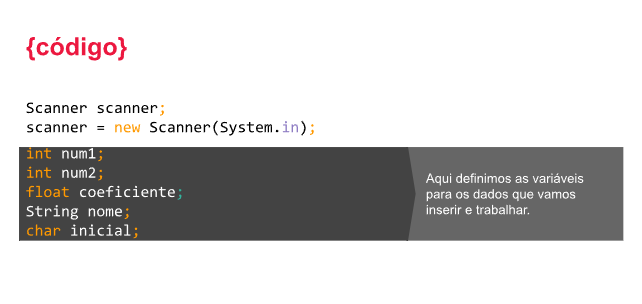 {código}
Scanner scanner;
scanner = new Scanner(System.in);
int num1;
int num2;
float coeficiente;
String nome;
char inicial;
Aqui definimos as variáveis
para os dados que vamos
inserir e trabalhar.